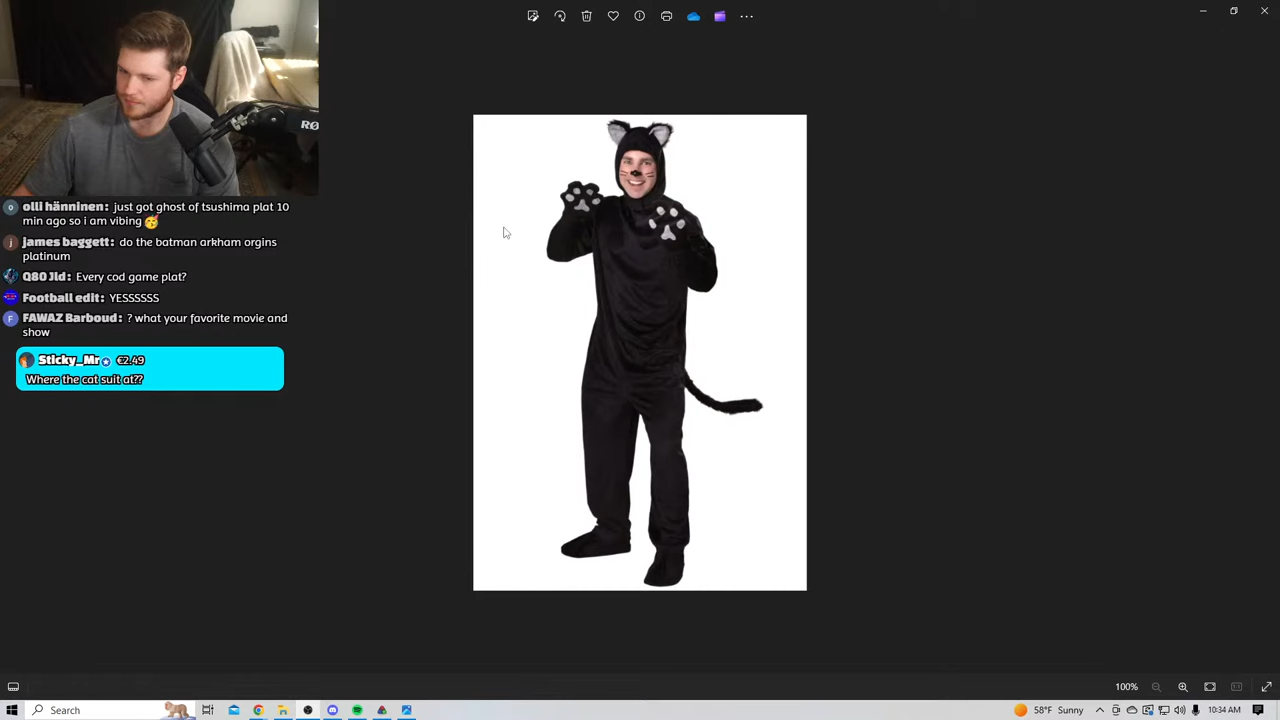 RØ
olli hänninen: just got ghost of tsushima plat 10
min ago so i am vibing 🥳
james baggett: do the batman arkham orgins
platinum
Q80 Jld: Every cod game plat?
Football edit: YESSSSSS
FAWAZ Barboud: ? what your favorite movie and
show
Sticky_Mr €2.49
Where the cat suit at??
100%
Search
58°F Sunny
10:34 AM